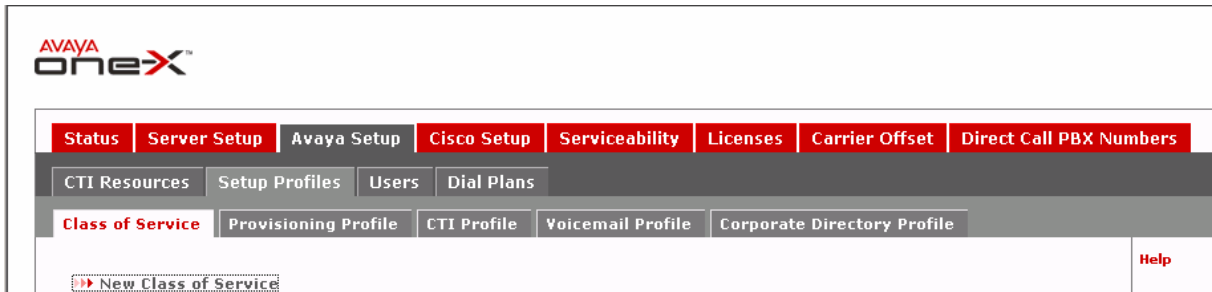 AVAYA
one-X™
Status Server Setup Avaya Setup Cisco Setup Serviceability Licenses Carrier Offset Direct Call PBX Numbers
CTI Resources Setup Profiles Users Dial Plans
Class of Service Provisioning Profile CTI Profile Voicemail Profile Corporate Directory Profile
Help
New Class of Service